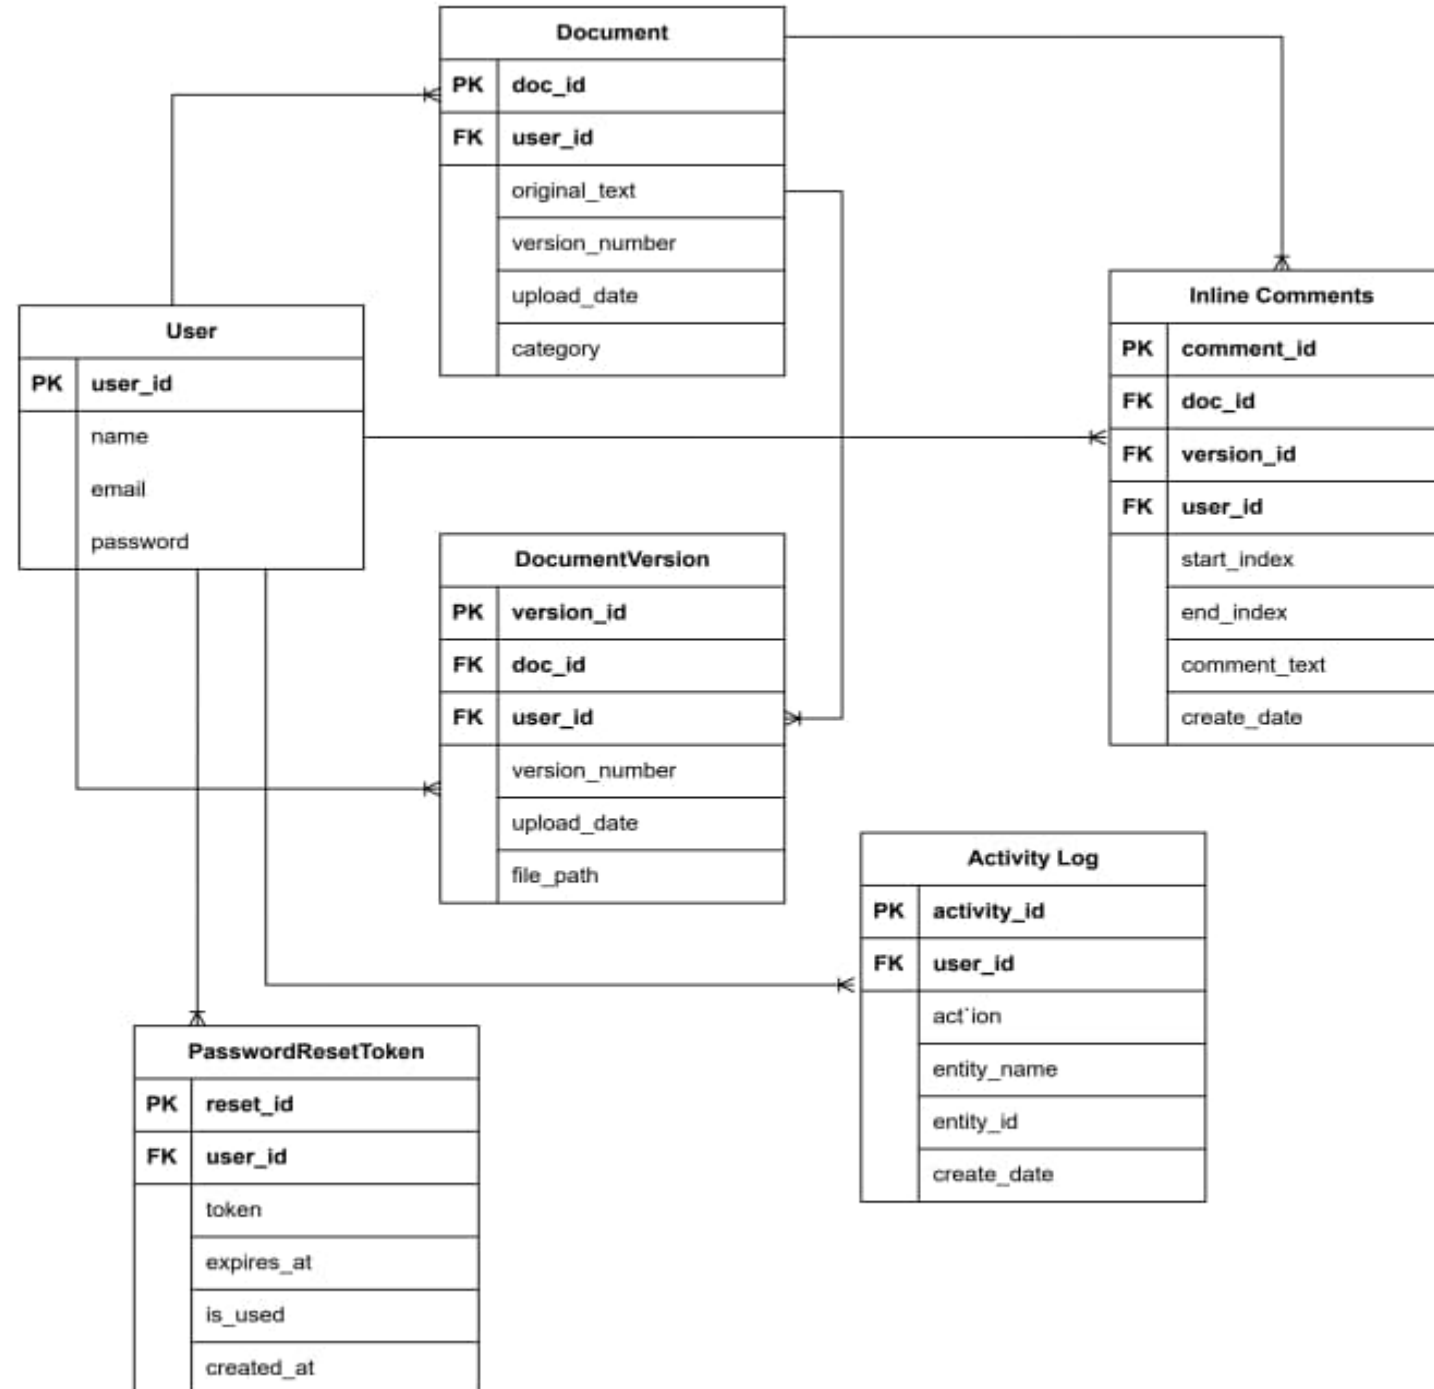 Document
PK doc_id
FK user_id
original_text
version_number
upload_date
category
User
PK user_id
name
email
password
Inline Comments
PK comment_id
FK doc_id
FK version_id
FK user_id
start_index
end_index
comment_text
create_date
DocumentVersion
PK version_id
FK doc_id
FK user_id
version_number
upload_date
file_path
Activity Log
PK activity_id
FK user_id
act`ion
entity_name
entity_id
create_date
PasswordResetToken
PK reset_id
FK user_id
token
expires_at
is_used
created_at